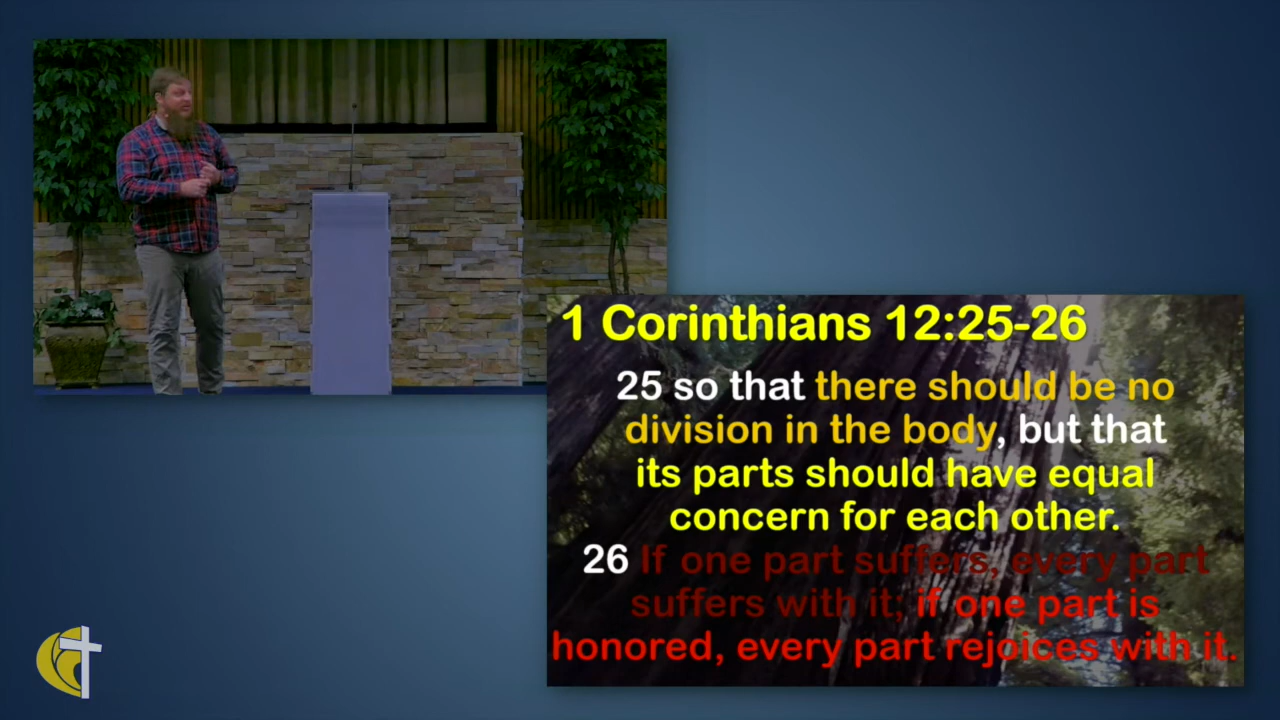 1 Corinthians 12:25-26
25 so that there should be no
division in the body, but that
its parts should have equal
concern for each other.
26 If one part suffers, every part
suffers with it; if one part is
honored, every part rejoices with it.